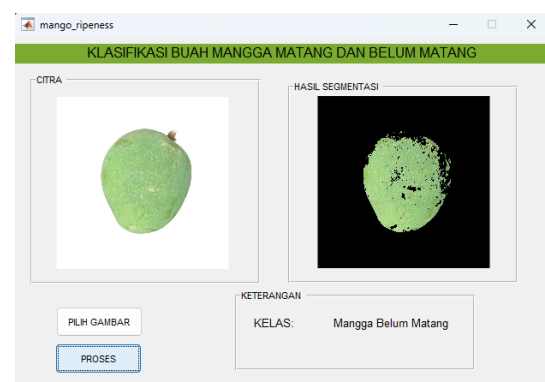 mango_ripeness
KLASIFIKASI BUAH MANGGA MATANG DAN BELUM MATANG
CITRA
HASIL SEGMENTASI
PILIH GAMBAR
PROSES
KETERANGAN
KELAS: Mangga Belum Matang